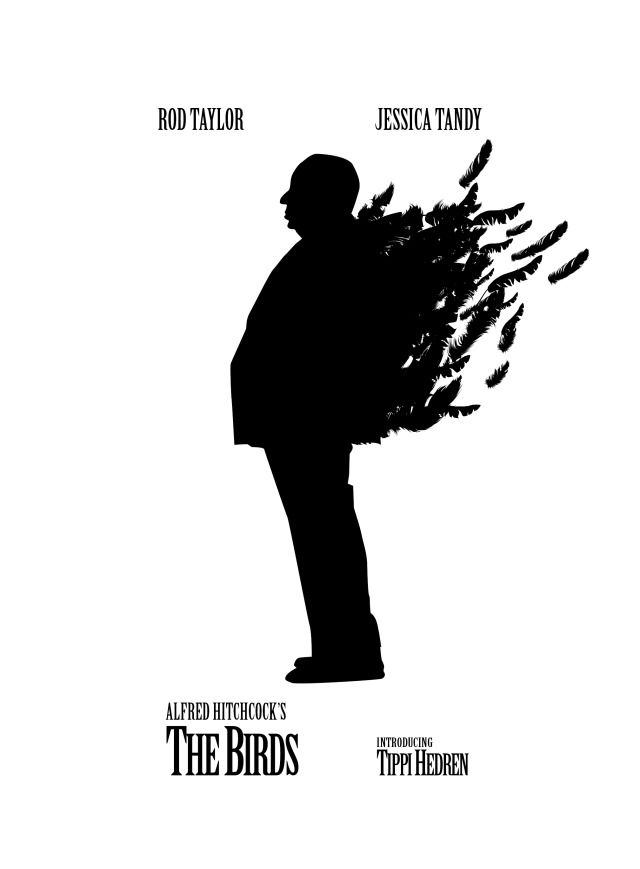 ROD TAYLOR
JESSICA TANDY
ALFRED HITCHCOCK'S
THE BIRDS
INTRODUCING
TIPPI HEDREN